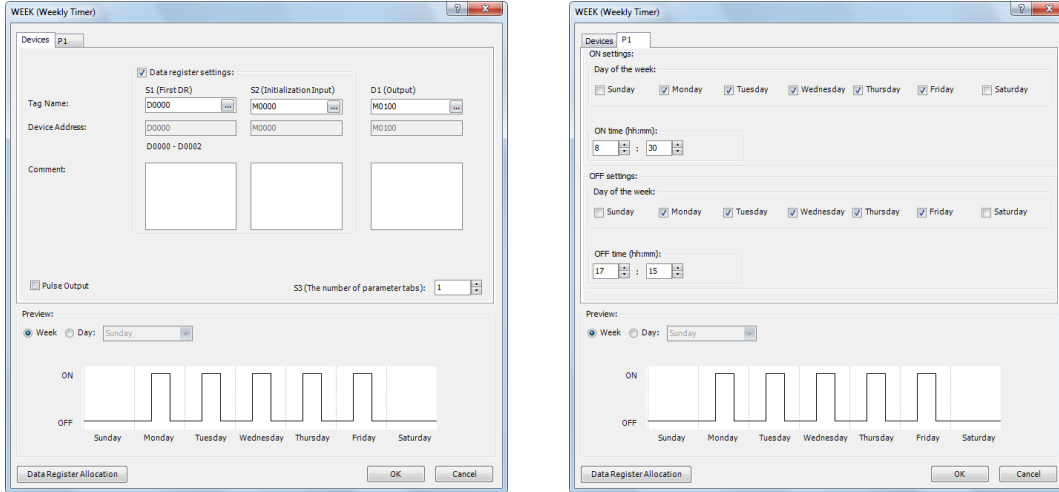 WEEK (Weekly Timer)
Devices P1
Data register settings:
S1 (First DR) S2 (Initialization Input) D1 (Output)
Tag Name: D0000 ... M0000 ... M0100 ...
Device Address: D0000 M0000 M0100
D0000 - D0002
Comment:
Pulse Output S3 (The number of parameter tabs): 1
Preview:
Week Day: Sunday
ON
OFF
Sunday Monday Tuesday Wednesday Thursday Friday Saturday
Data Register Allocation OK Cancel
WEEK (Weekly Timer)
Devices P1
ON settings:
Day of the week:
Sunday Monday Tuesday Wednesday Thursday Friday Saturday
ON time (hh:mm):
8 : 30
OFF settings:
Day of the week:
Sunday Monday Tuesday Wednesday Thursday Friday Saturday
OFF time (hh:mm):
17 : 15
Preview:
Week Day: Sunday
ON
OFF
Sunday Monday Tuesday Wednesday Thursday Friday Saturday
Data Register Allocation OK Cancel